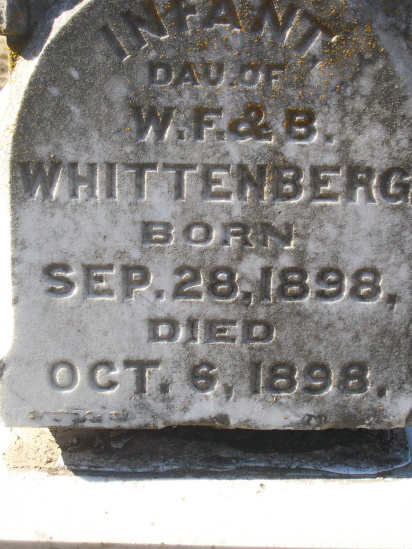 INFANT
DAU. OF
W. F. & B.
WHITTENBERG
BORN
SEP. 28, 1898,
DIED
OCT. 6, 1898.